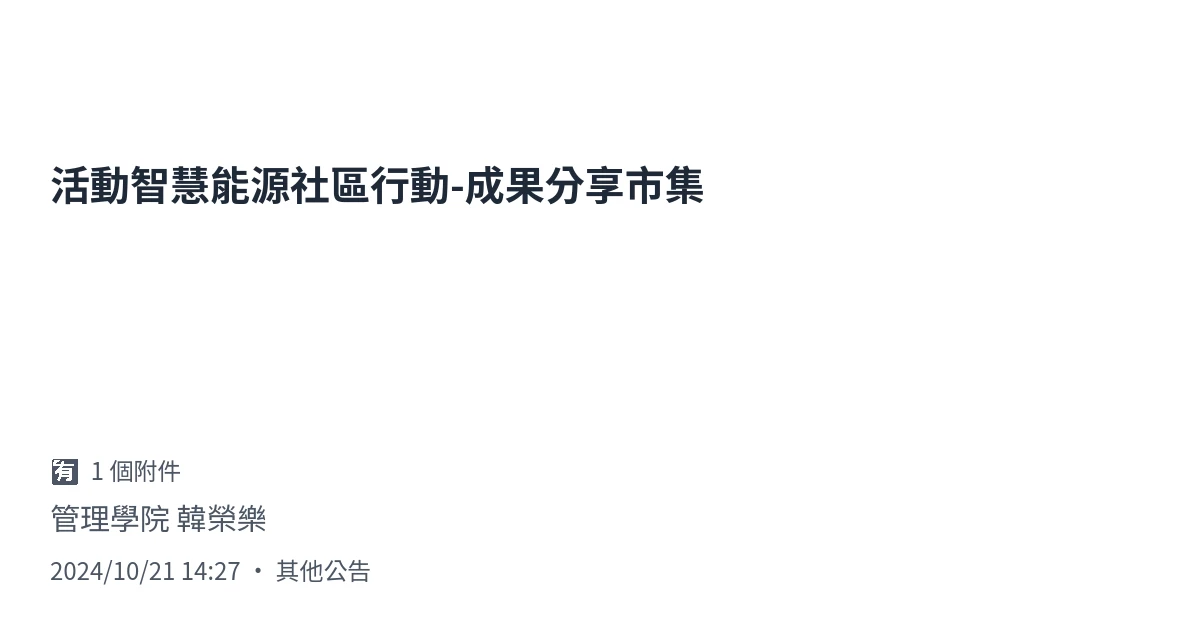 活動智慧能源社區行動-成果分享市集
🈶 1 個附件
管理學院 韓榮樂
2024/10/21 14:27 ・ 其他公告